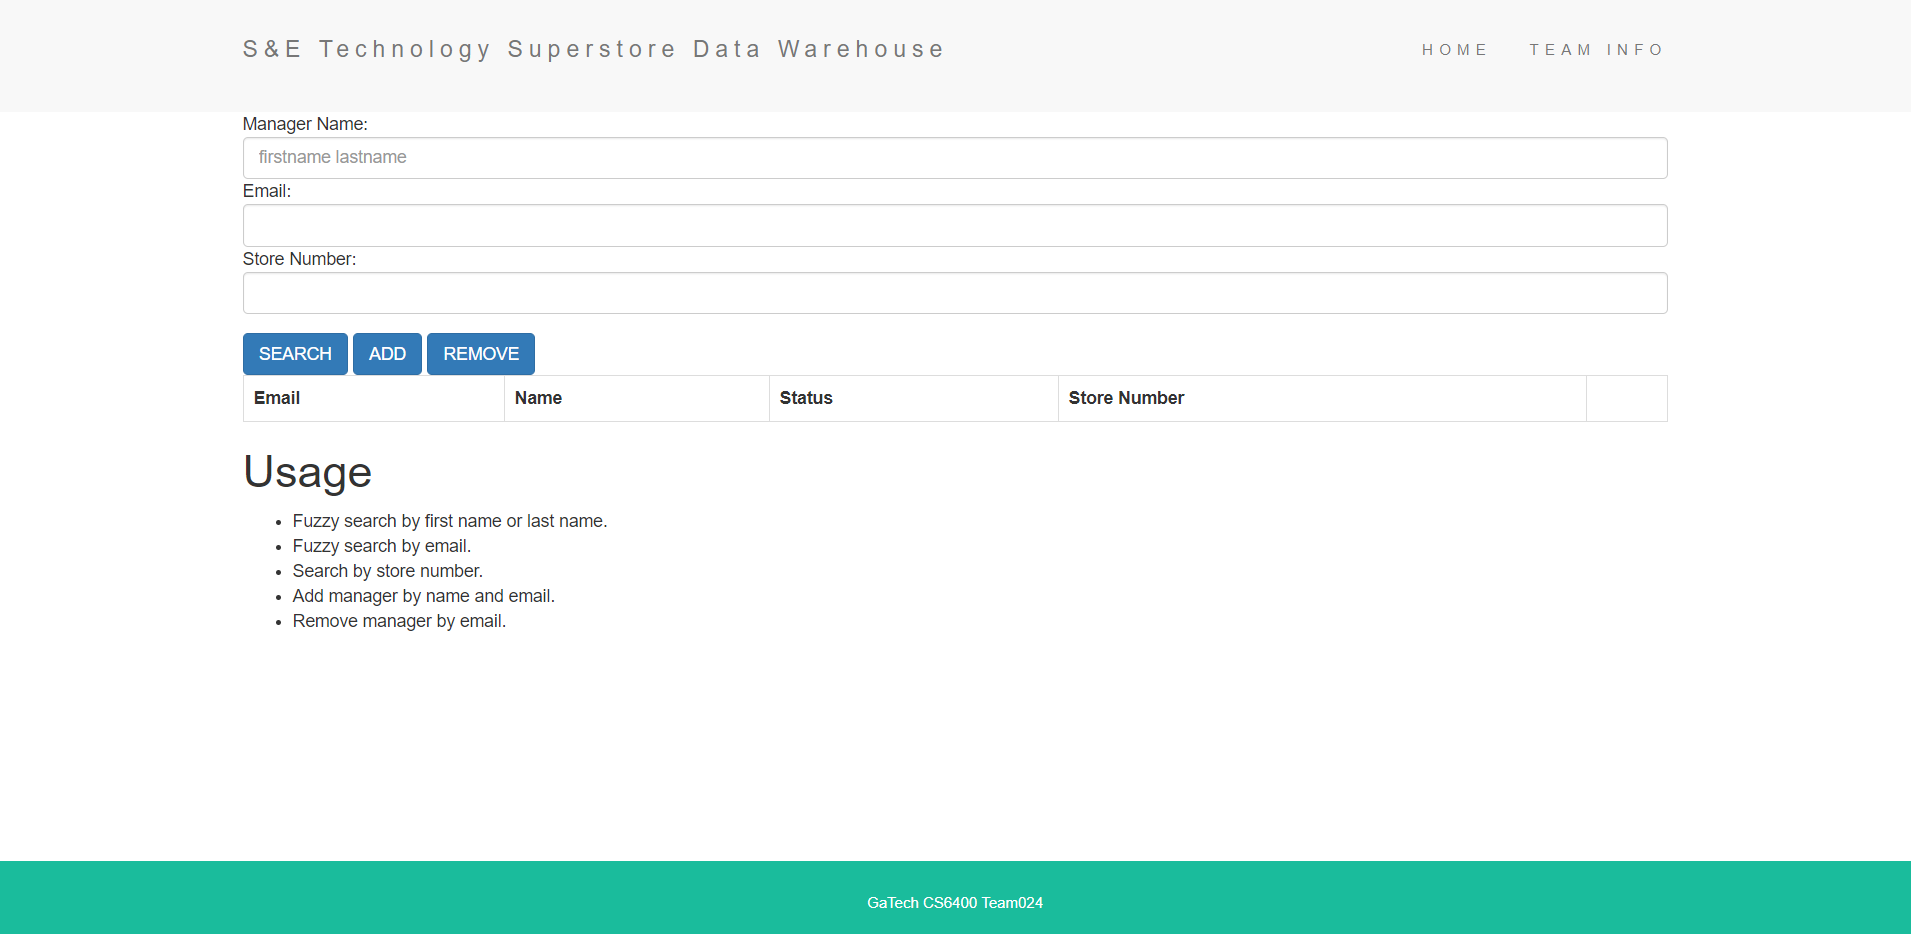 S&E Technology Superstore Data Warehouse
HOME TEAM INFO
Manager Name:
firstname lastname
Email:
Store Number:
SEARCH ADD REMOVE
Email Name Status Store Number
Usage
Fuzzy search by first name or last name.
Fuzzy search by email.
Search by store number.
Add manager by name and email.
Remove manager by email.
GaTech CS6400 Team024